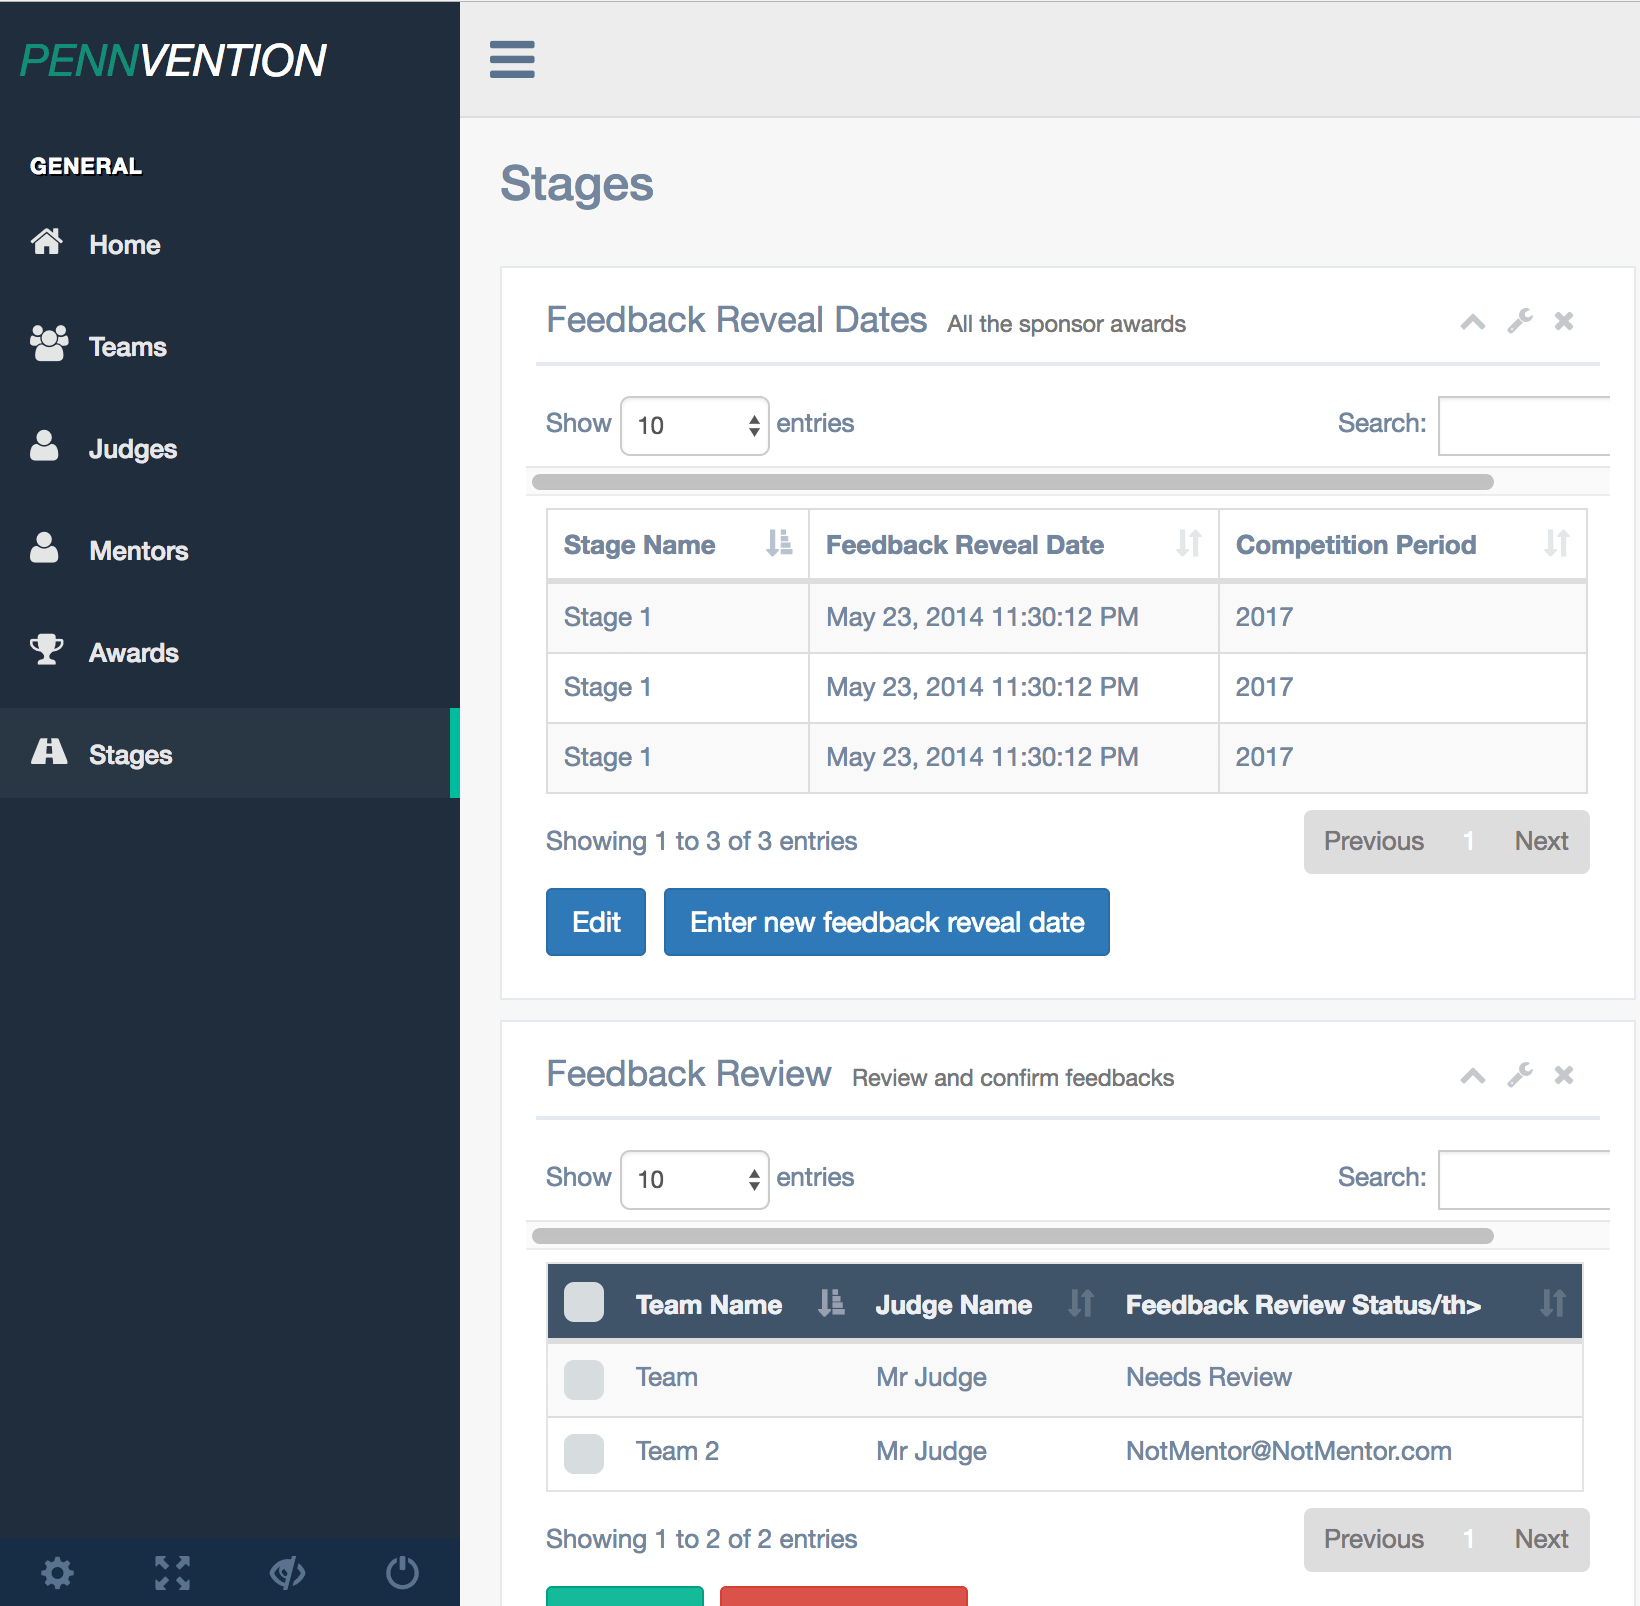 PENNVENTION
GENERAL
Home
Teams
Judges
Mentors
Awards
Stages
Stages
Feedback Reveal Dates All the sponsor awards
Show 10 entries Search:
Stage Name Feedback Reveal Date Competition Period
Stage 1 May 23, 2014 11:30:12 PM 2017
Stage 1 May 23, 2014 11:30:12 PM 2017
Stage 1 May 23, 2014 11:30:12 PM 2017
Showing 1 to 3 of 3 entries Previous 1 Next
Edit Enter new feedback reveal date
Feedback Review Review and confirm feedbacks
Show 10 entries Search:
Team Name Judge Name Feedback Review Status/th>
Team Mr Judge Needs Review
Team 2 Mr Judge NotMentor@NotMentor.com
Showing 1 to 2 of 2 entries Previous 1 Next